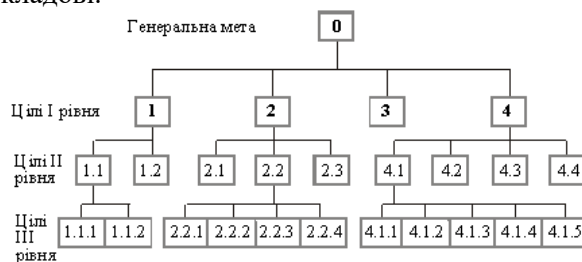 кладові.
Генеральна мета 0
Цілі І рівня 1 2 3 4
Цілі ІІ рівня 1.1 1.2 2.1 2.2 2.3 4.1 4.2 4.3 4.4
Цілі ІІІ рівня 1.1.1 1.1.2 2.2.1 2.2.2 2.2.3 2.2.4 4.1.1 4.1.2 4.1.3 4.1.4 4.1.5